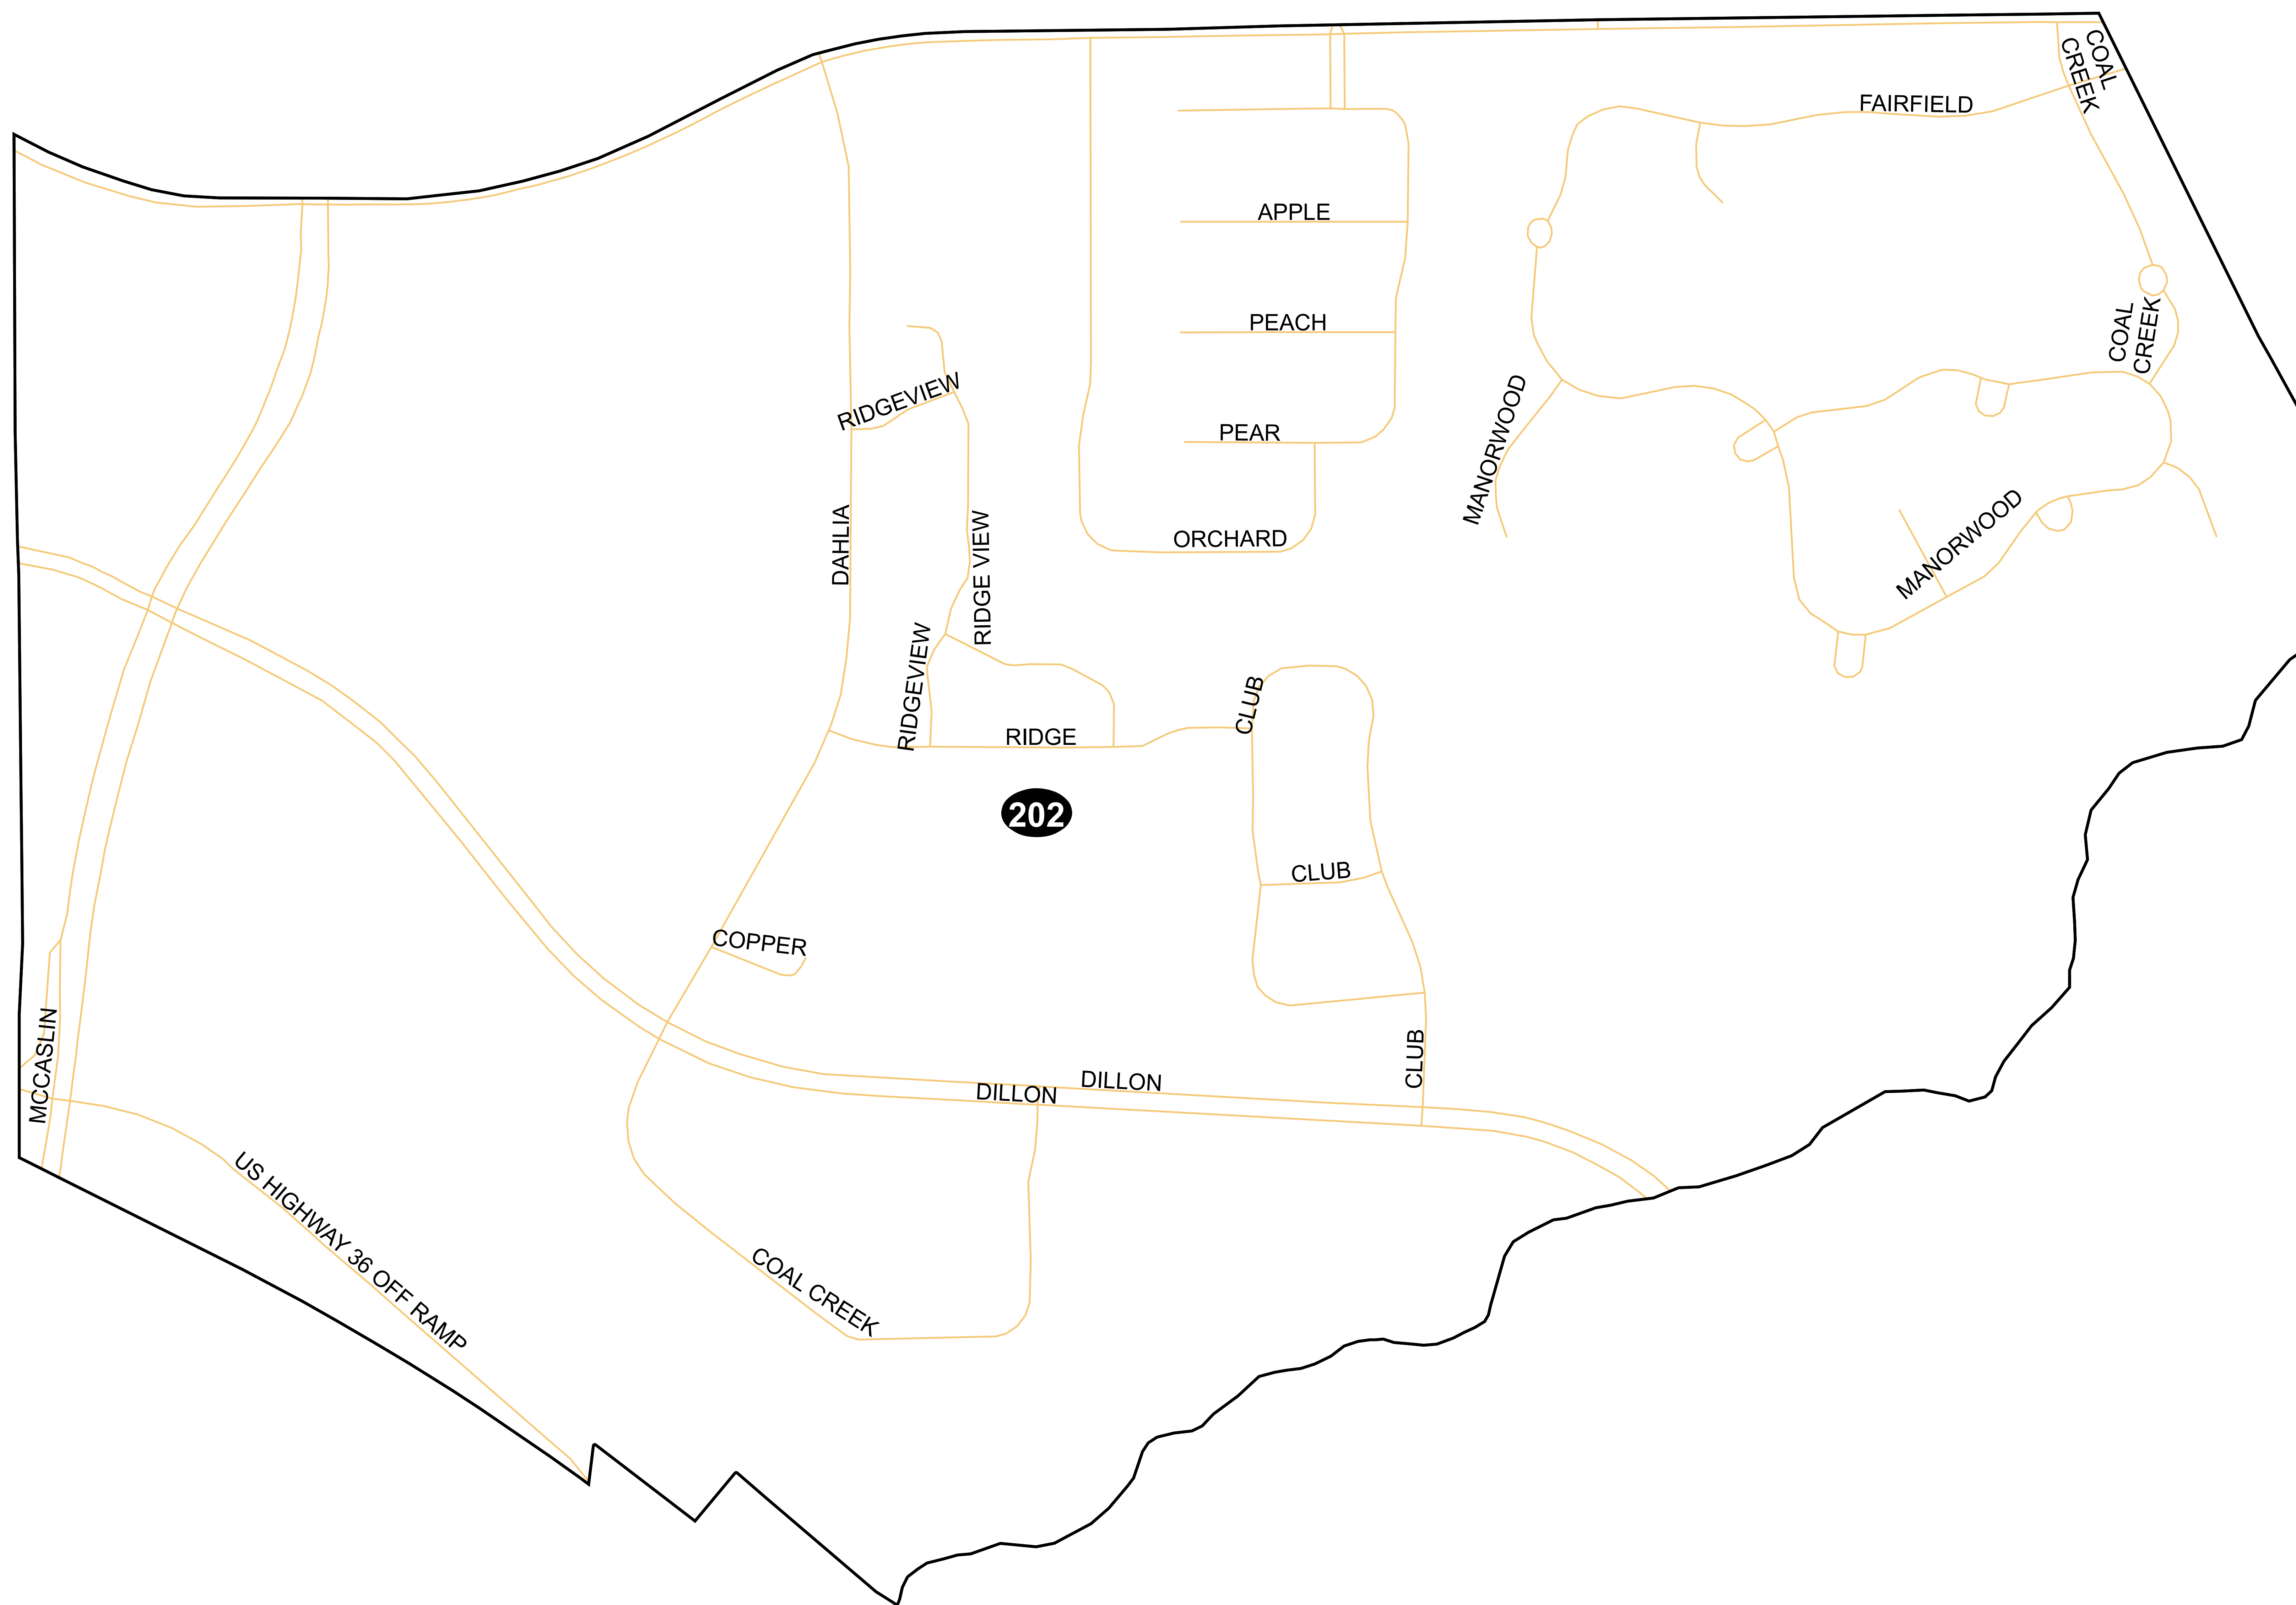 COAL
CREEK
FAIRFIELD
APPLE
PEACH
COAL
CREEK
RIDGEVIEW
PEAR
MANORWOOD
DAHLIA
RIDGE VIEW
ORCHARD
MANORWOOD
RIDGEVIEW
CLUB
RIDGE
202
CLUB
COPPER
MCCASLIN
CLUB
DILLON
DILLON
US HIGHWAY 36 OFF RAMP
COAL CREEK